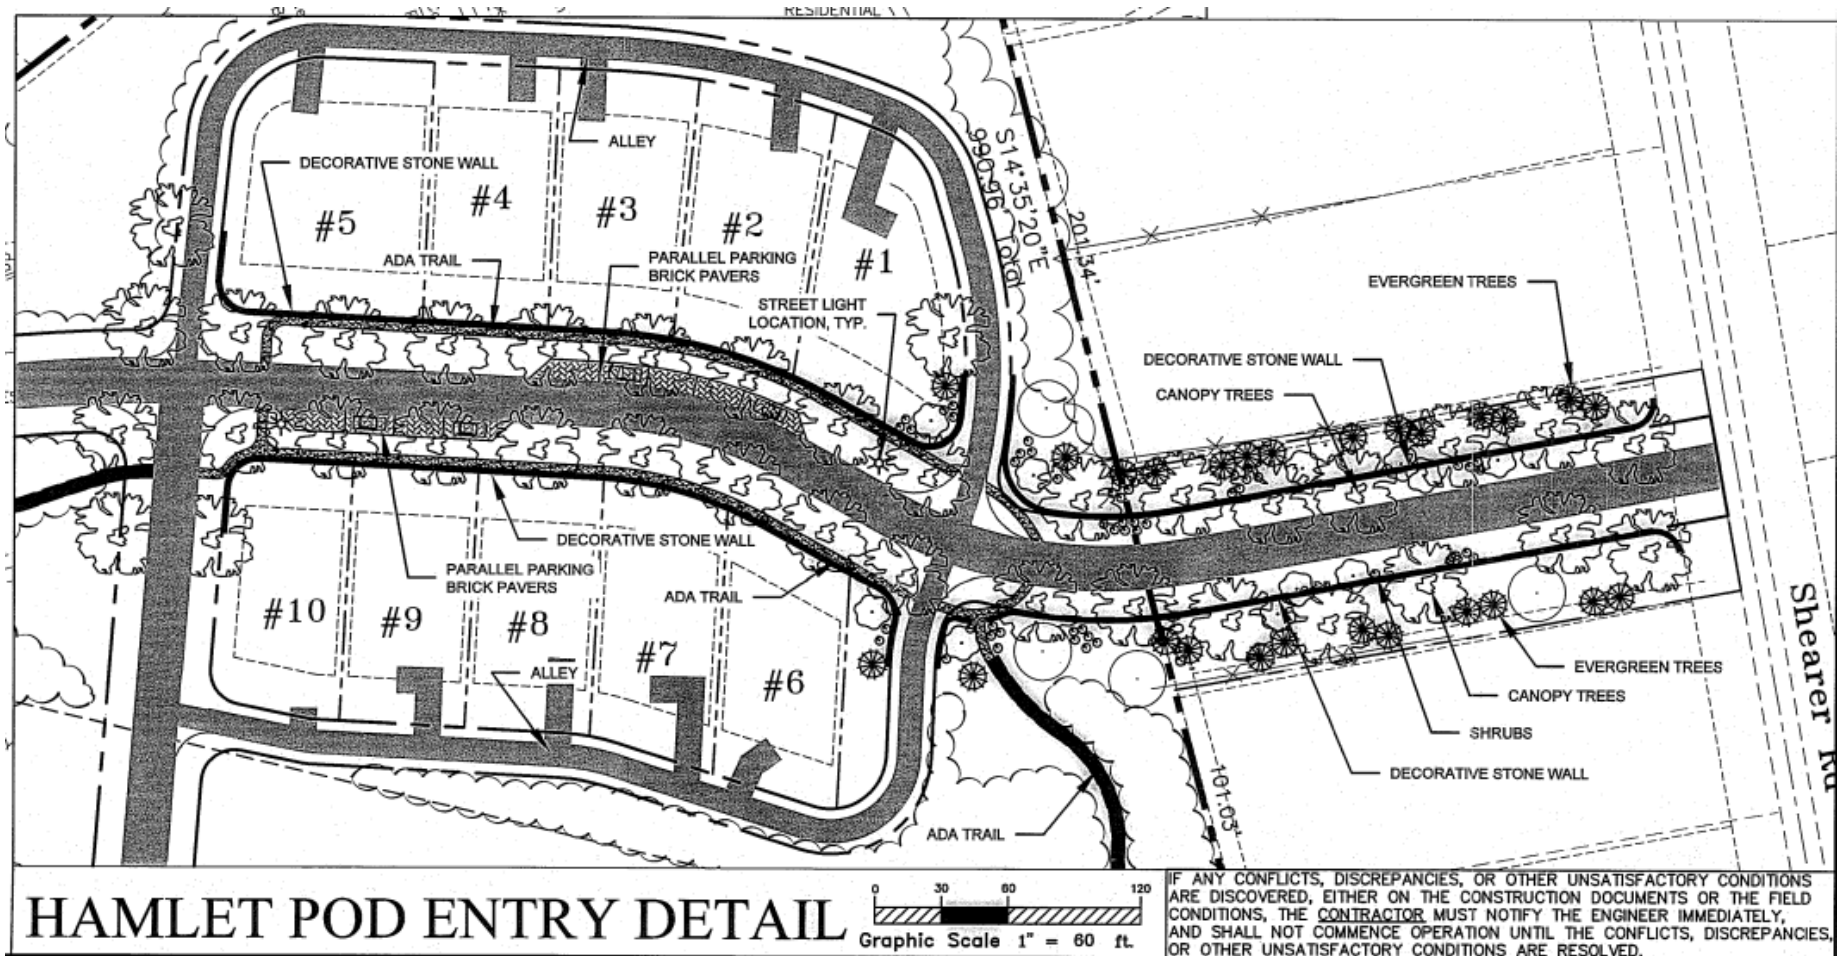 RESIDENTIAL
ALLEY
DECORATIVE STONE WALL
#5
#4
#3
#2
#1
ADA TRAIL
PARALLEL PARKING
BRICK PAVERS
STREET LIGHT
LOCATION, TYP.
S14°35'20"E
990.96' Total
201.34'
EVERGREEN TREES
DECORATIVE STONE WALL
CANOPY TREES
DECORATIVE STONE WALL
PARALLEL PARKING
BRICK PAVERS
ADA TRAIL
#10
#9
#8
#7
#6
ALLEY
EVERGREEN TREES
CANOPY TREES
SHRUBS
DECORATIVE STONE WALL
101.03'
ADA TRAIL
Shearer Rd
HAMLET POD ENTRY DETAIL
0 30 60 120
Graphic Scale 1" = 60 ft.
IF ANY CONFLICTS, DISCREPANCIES, OR OTHER UNSATISFACTORY CONDITIONS
ARE DISCOVERED, EITHER ON THE CONSTRUCTION DOCUMENTS OR THE FIELD
CONDITIONS, THE CONTRACTOR MUST NOTIFY THE ENGINEER IMMEDIATELY,
AND SHALL NOT COMMENCE OPERATION UNTIL THE CONFLICTS, DISCREPANCIES,
OR OTHER UNSATISFACTORY CONDITIONS ARE RESOLVED.